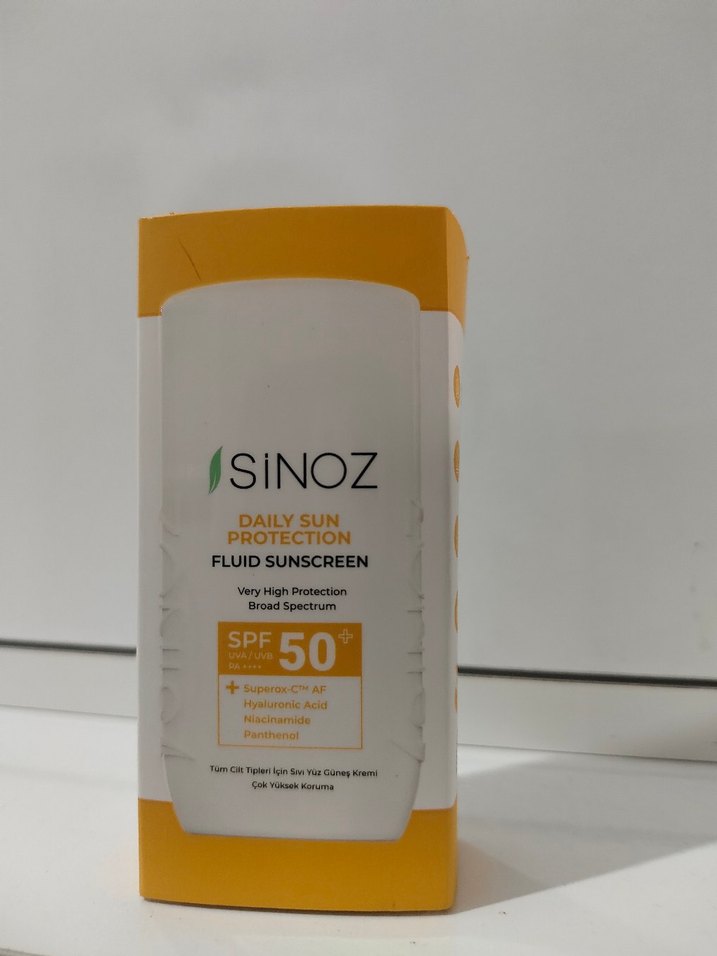 SiNOZ
DAILY SUN
PROTECTION
FLUID SUNSCREEN
Very High Protection
Broad Spectrum
SPF 50+
UVA / UVB
PA ++++
+ Superox-C™ AF
Hyaluronic Acid
Niacinamide
Panthenol
Tüm Cilt Tipleri İçin Sıvı Yüz Güneş Kremi
Çok Yüksek Koruma